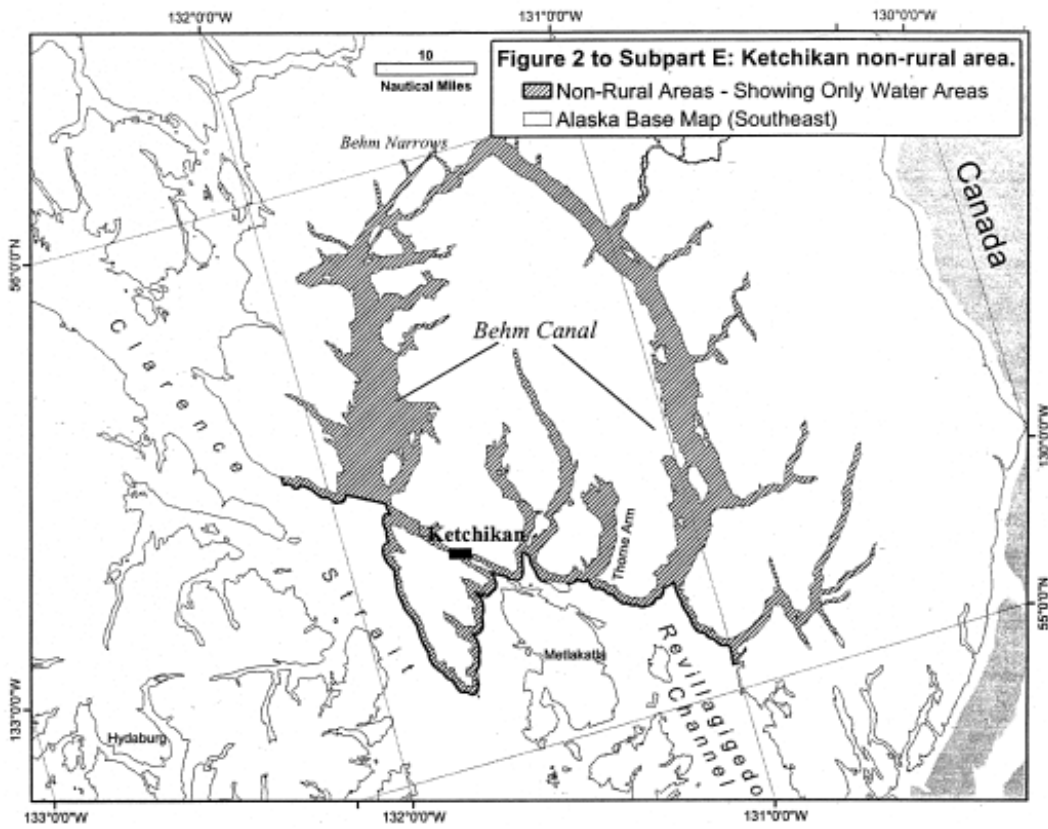 132°0'0"W
131°0'0"W
130°0'0"W
10
Nautical Miles
Figure 2 to Subpart E: Ketchikan non-rural area.
Non-Rural Areas - Showing Only Water Areas
Alaska Base Map (Southeast)
Behm Narrows
Canada
56°0'0"N
Clarence
Strait
Behm Canal
130°0'0"W
Ketchikan
Thorne Arm
55°0'0"N
Metlakatla
Revillagigedo
Channel
133°0'0"W
Hydaburg
133°0'0"W
132°0'0"W
131°0'0"W